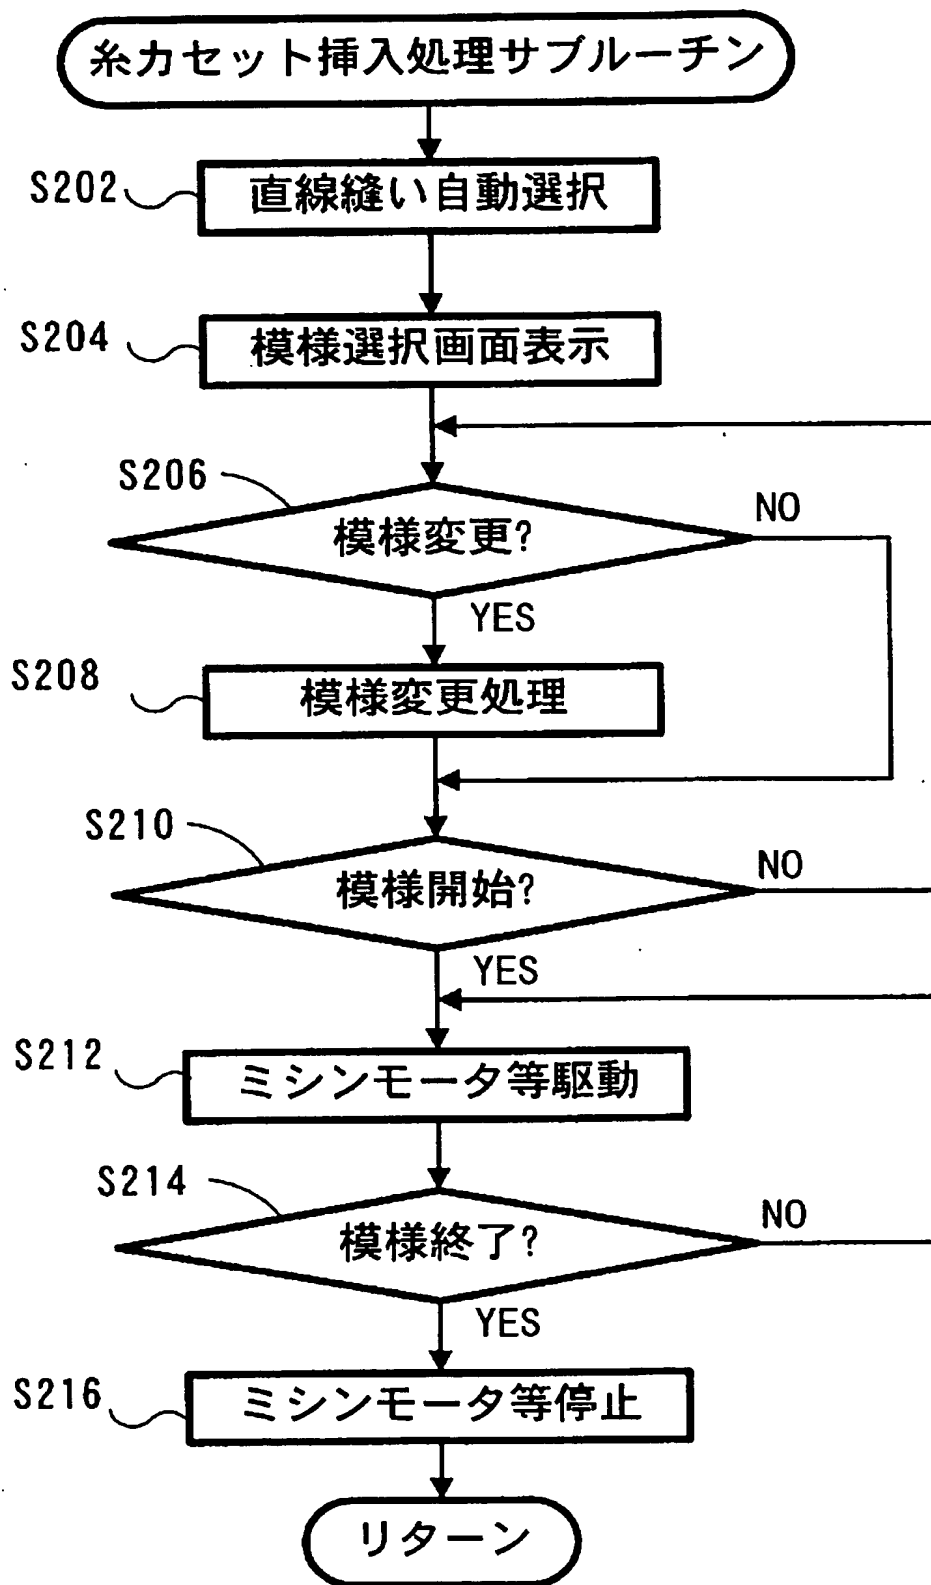 糸カセット挿入処理サブルーチン
S202
直線縫い自動選択
S204
模様選択画面表示
S206
模様変更?
NO
YES
S208
模様変更処理
S210
模様開始?
NO
YES
S212
ミシンモータ等駆動
S214
模様終了?
NO
YES
S216
ミシンモータ等停止
リターン